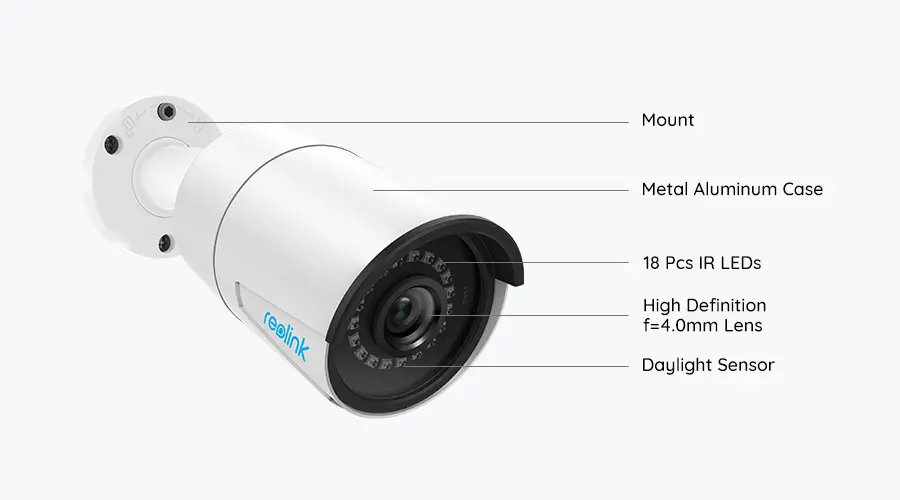 Mount
Metal Aluminum Case
18 Pcs IR LEDs
High Definition
f=4.0mm Lens
Daylight Sensor
reolink